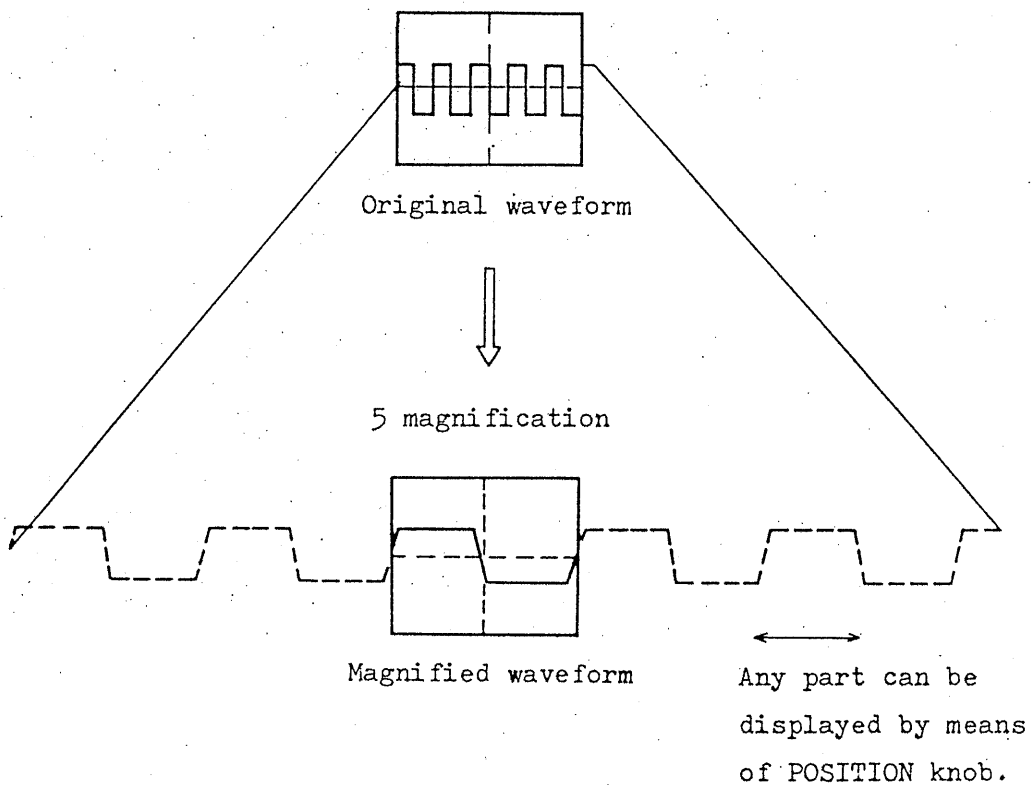 Original waveform
5 magnification
Magnified waveform
Any part can be
displayed by means
of POSITION knob.